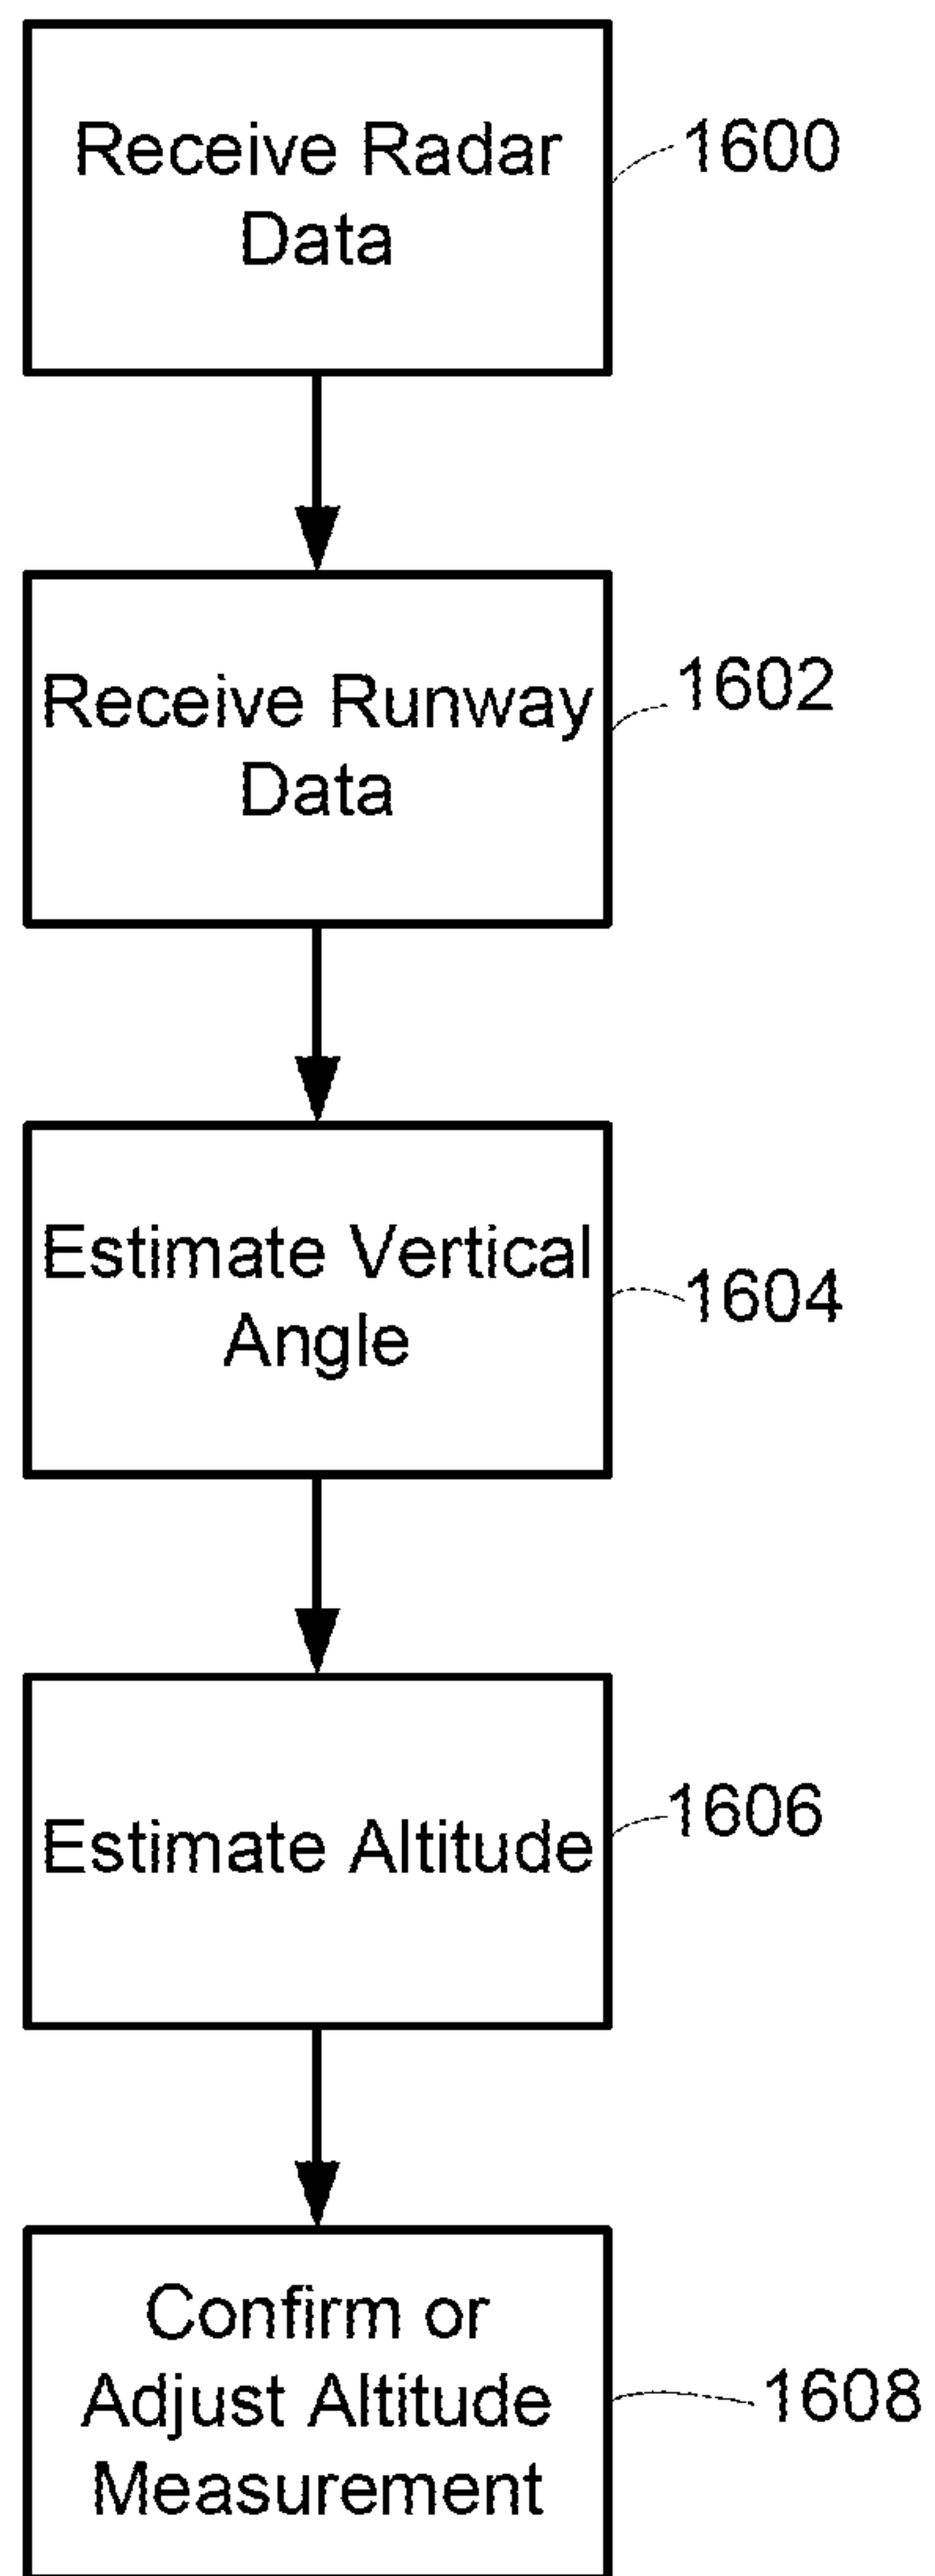 Receive Radar
Data
1600
Receive Runway
Data
1602
Estimate Vertical
Angle
1604
Estimate Altitude
1606
Confirm or
Adjust Altitude
Measurement
1608